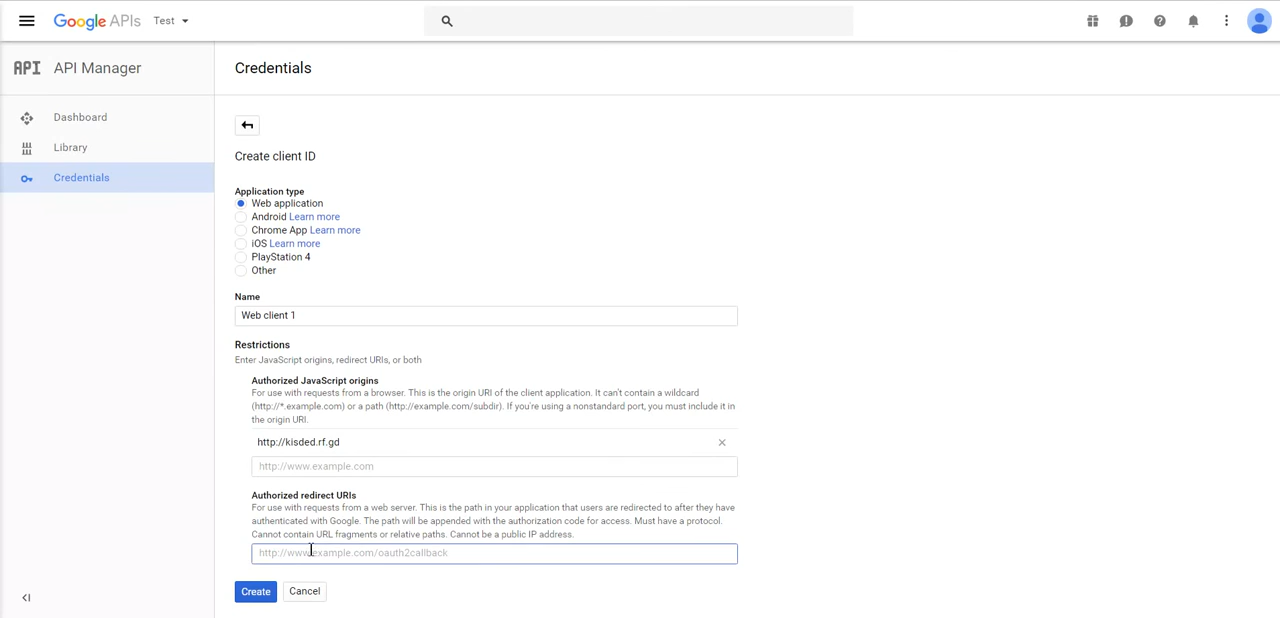 Google APIs Test
API API Manager
Credentials
Dashboard
Library
Credentials
Create client ID
Application type
Web application
Android Learn more
Chrome App Learn more
iOS Learn more
PlayStation 4
Other
Name
Web client 1
Restrictions
Enter JavaScript origins, redirect URIs, or both
Authorized JavaScript origins
For use with requests from a browser. This is the origin URI of the client application. It can't contain a wildcard
(http://*.example.com) or a path (http://example.com/subdir). If you're using a nonstandard port, you must include it in
the origin URI.
http://kisded.rf.gd
http://www.example.com
Authorized redirect URIs
For use with requests from a web server. This is the path in your application that users are redirected to after they have
authenticated with Google. The path will be appended with the authorization code for access. Must have a protocol.
Cannot contain URL fragments or relative paths. Cannot be a public IP address.
http://www.example.com/oauth2callback
Create Cancel